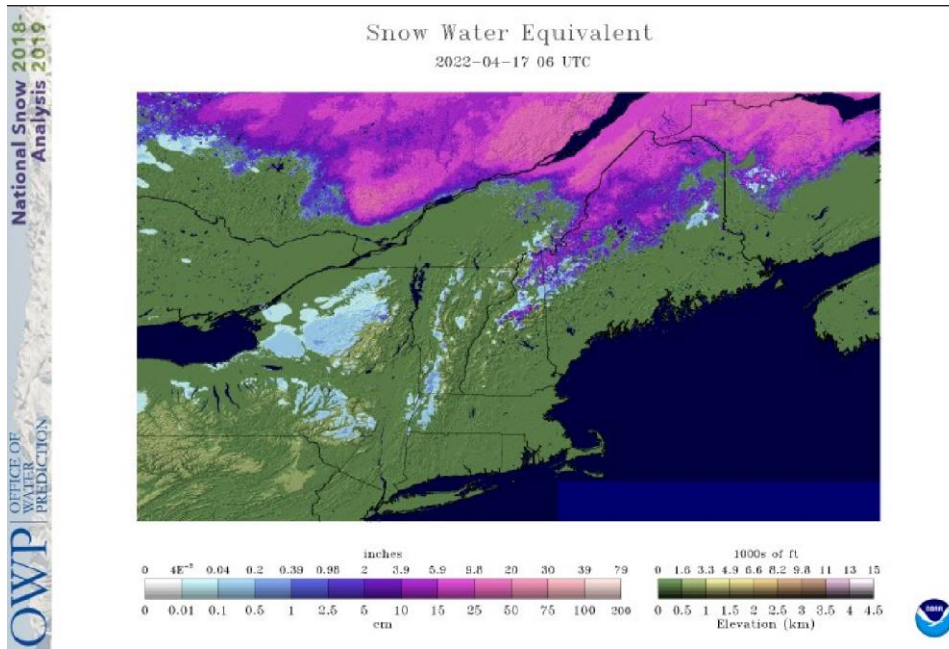 National Snow 2018-
Analysis 2019
OWP
OFFICE OF
WATER
PREDICTION
Snow Water Equivalent
2022-04-17 06 UTC
inches
0 4E⁻³ 0.04 0.2 0.39 0.98 2 3.9 5.9 9.8 20 30 39 79
0 0.01 0.1 0.5 1 2.5 5 10 15 25 50 75 100 200
cm
1000s of ft
0 1.6 3.3 4.9 6.6 8.2 9.8 11 13 15
0 0.5 1 1.5 2 2.5 3 3.5 4 4.5
Elevation (km)